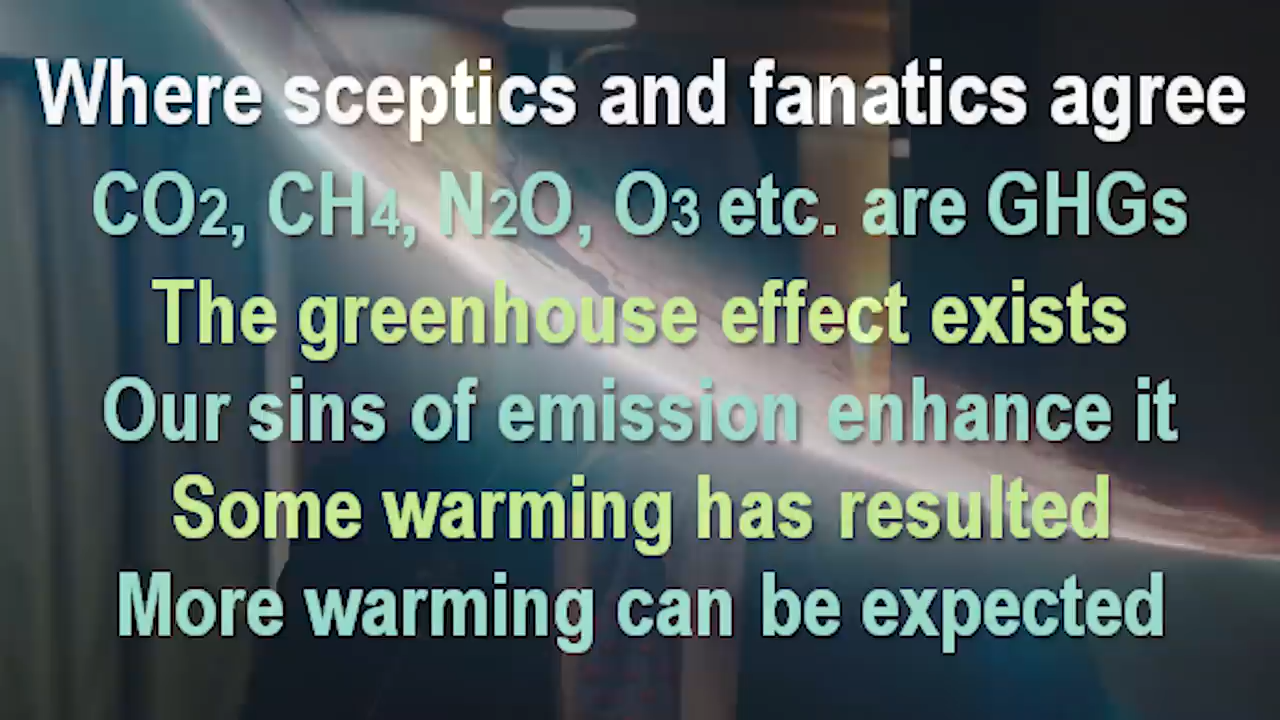 Where sceptics and fanatics agree
CO2, CH4, N2O, O3 etc. are GHGs
The greenhouse effect exists
Our sins of emission enhance it
Some warming has resulted
More warming can be expected